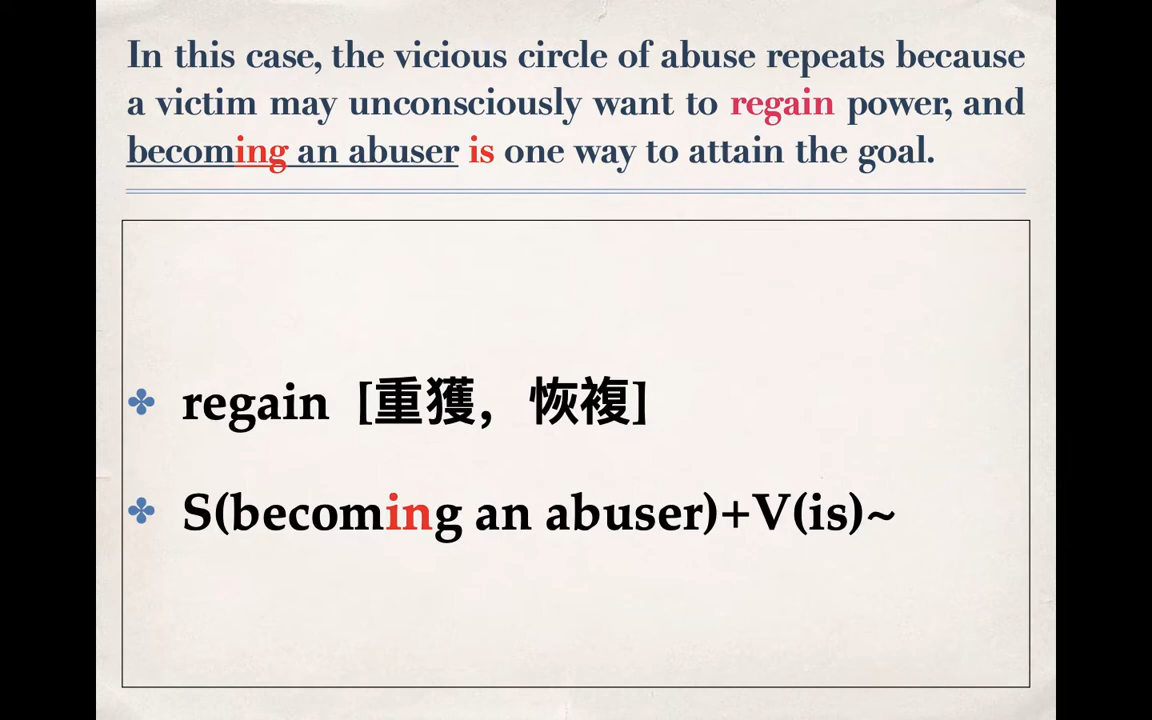 In this case, the vicious circle of abuse repeats because
a victim may unconsciously want to regain power, and
becoming an abuser is one way to attain the goal.
regain [重獲，恢複]
S(becoming an abuser)+V(is)~